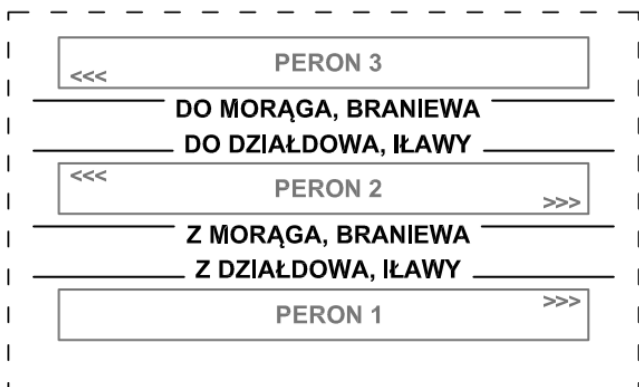 PERON 3
<<<
DO MORĄGA, BRANIEWA
DO DZIAŁDOWA, IŁAWY
<<<
PERON 2
>>>
Z MORĄGA, BRANIEWA
Z DZIAŁDOWA, IŁAWY
>>>
PERON 1